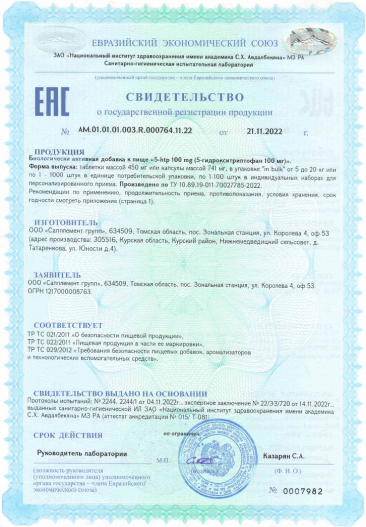 ЕВРАЗИЙСКИЙ ЭКОНОМИЧЕСКИЙ СОЮЗ
ЗАО «Национальный институт здравоохранения имени академика С.Х. Авдалбекяна» МЗ РА
Санитарно-гигиеническая испытательная лаборатория
(уполномоченный орган государства – члена Евразийского экономического союза)
EAC
СВИДЕТЕЛЬСТВО
о государственной регистрации продукции
№ AM.01.01.01.003.R.000764.11.22 от 21.11.2022 г.
ПРОДУКЦИЯ
Биологически активная добавка к пище «5-htp 100 mg (5-гидрокситриптофан 100 мг)».
Форма выпуска: таблетки массой 450 мг или капсулы массой 741 мг, в упаковке "in bulk" от 5 до 20 кг или
по 1 - 1000 штук в единице потребительской упаковки, по 1-100 штук в индивидуальных наборах для
персонализированного приема. Произведено по ТУ 10.89.19-011-70027785-2022.
Рекомендации по применению, продолжительность приема, противопоказания, условия хранения, срок
годности смотрите приложении (страница 1).
ИЗГОТОВИТЕЛЬ
ООО «Сапплемент групп», 634509, Томская область, пос. Зональная станция, ул. Королева 4, оф 53
(адрес производства: 305516, Курская область, Курский район, Нижнемедведицкий сельсовет, д.
Татаренкова, ул. Юности д.4).
ЗАЯВИТЕЛЬ
ООО «Сапплемент групп», 634509, Томская область, пос. Зональная станция, ул. Королева 4, оф 53.
ОГРН 1217000008763.
СООТВЕТСТВУЕТ
ТР ТС 021/2011 «О безопасности пищевой продукции»,
ТР ТС 022/2011 «Пищевая продукция в части ее маркировки»,
ТР ТС 029/2012 «Требования безопасности пищевых добавок, ароматизаторов
и технологических вспомогательных средств».
СВИДЕТЕЛЬСТВО ВЫДАНО НА ОСНОВАНИИ
Протоколы испытаний: № 2244, 2244/1 от 04.11.2022г., экспертное заключение № 22/ЭЗ/720 от 14.11.2022г.,
выданных санитарно-гигиенической ИЛ ЗАО «Национальный институт здравоохранения имени академика
С.Х. Авдалбекяна» МЗ РА (аттестат аккредитации № 015/ Т-081)
СРОК ДЕЙСТВИЯ не ограничен
Руководитель лаборатории Казарян С.А.
(должность руководителя (подпись) (Ф. И. О.)
(уполномоченного лица) уполномоченного
органа государства – члена Евразийского
экономического союза)
№ 0007982